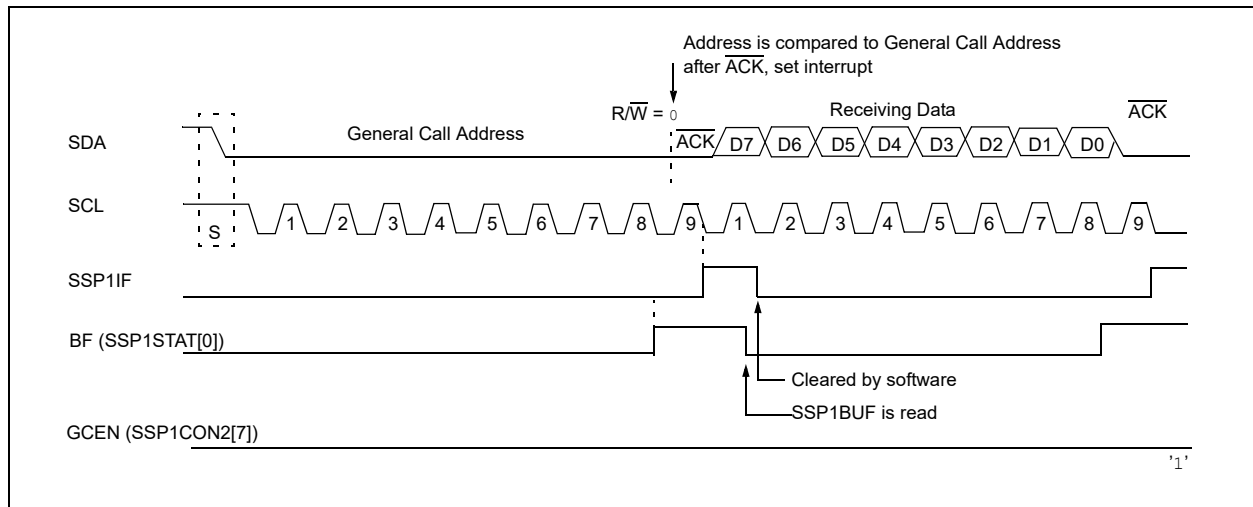 Address is compared to General Call Address
after ACK, set interrupt
R/W = 0
General Call Address
Receiving Data
ACK
SDA
ACK D7 D6 D5 D4 D3 D2 D1 D0
SCL
S
1 2 3 4 5 6 7 8 9 1 2 3 4 5 6 7 8 9
SSP1IF
BF (SSP1STAT[0])
Cleared by software
SSP1BUF is read
GCEN (SSP1CON2[7])
'1'